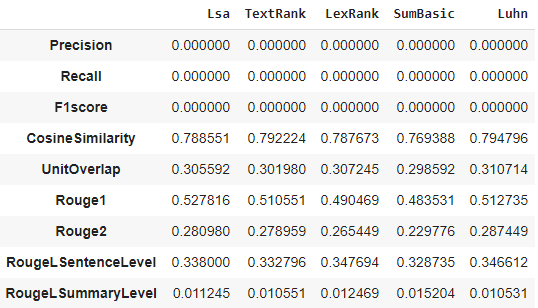 Lsa TextRank LexRank SumBasic Luhn
Precision 0.000000 0.000000 0.000000 0.000000 0.000000
Recall 0.000000 0.000000 0.000000 0.000000 0.000000
F1score 0.000000 0.000000 0.000000 0.000000 0.000000
CosineSimilarity 0.788551 0.792224 0.787673 0.769388 0.794796
UnitOverlap 0.305592 0.301980 0.307245 0.298592 0.310714
Rouge1 0.527816 0.510551 0.490469 0.483531 0.512735
Rouge2 0.280980 0.278959 0.265449 0.229776 0.287449
RougeLSentenceLevel 0.338000 0.332796 0.347694 0.328735 0.346612
RougeLSummaryLevel 0.011245 0.010551 0.012469 0.015204 0.010531